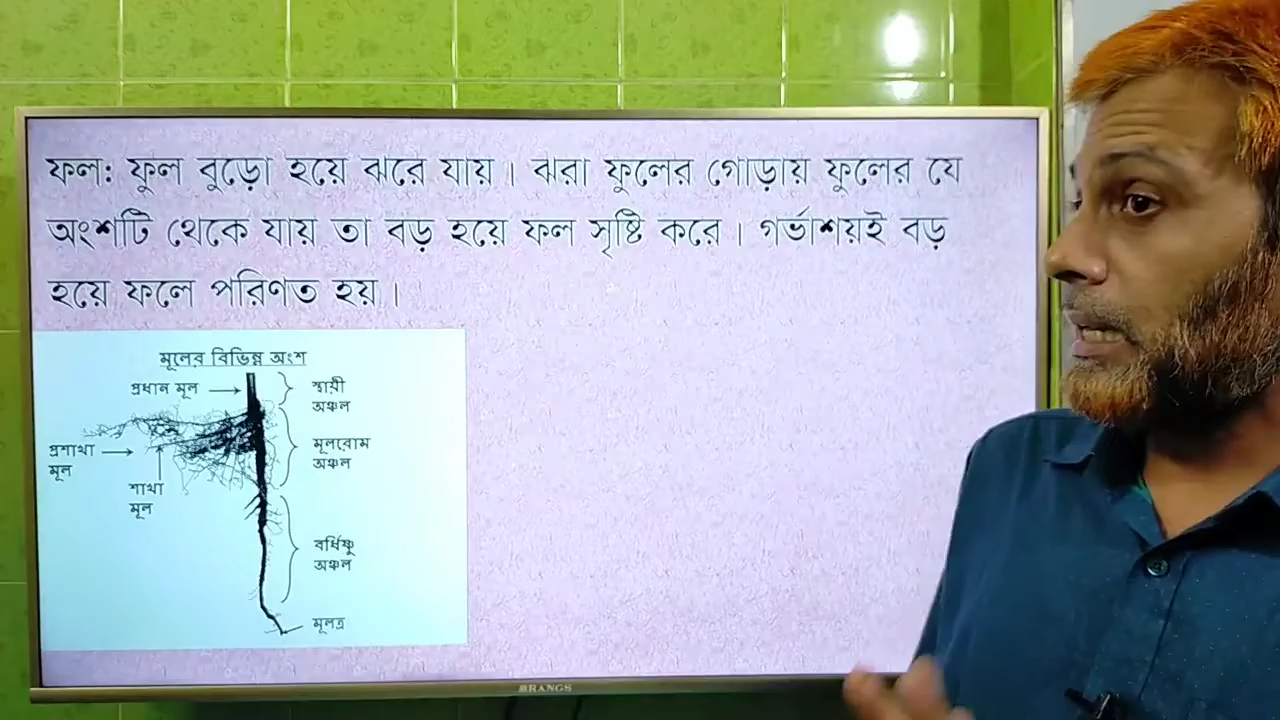 ফল: ফুল বুড়ো হয়ে ঝরে যায়। ঝরা ফুলের গোড়ায় ফুলের যে
অংশটি থেকে যায় তা বড় হয়ে ফল সৃষ্টি করে। গর্ভাশয়ই বড়
হয়ে ফলে পরিণত হয়।
মূলের বিভিন্ন অংশ
প্রধান মূল
স্থায়ী
অঞ্চল
মূলরোম
অঞ্চল
প্রশাখা
মূল
শাখা
মূল
বর্ধিষ্ণু
অঞ্চল
মূলত্র
RANGS